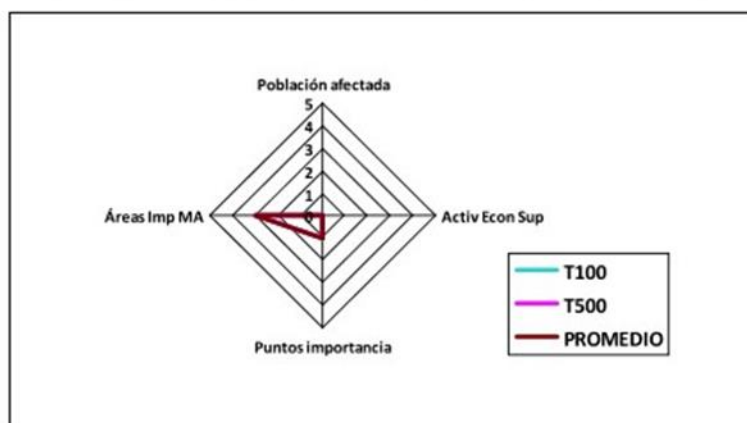 Población afectada
5
4
3
2
1
0
Áreas Imp MA
Activ Econ Sup
Puntos importancia
T100
T500
PROMEDIO